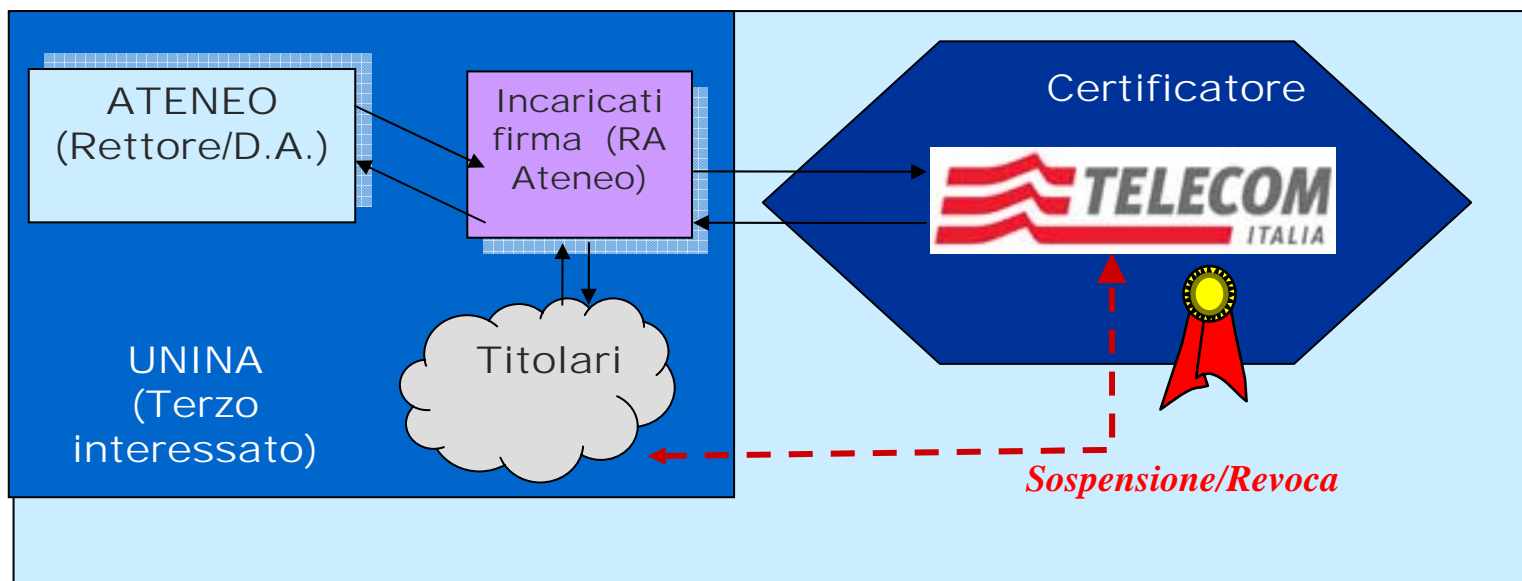 ATENEO
(Rettore/D.A.)
Incaricati
firma (RA
Ateneo)
Certificatore
TELECOM
ITALIA
Titolari
UNINA
(Terzo
interessato)
Sospensione/Revoca